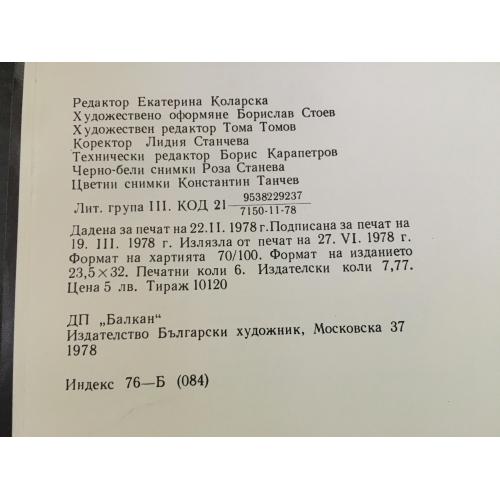 Редактор Екатерина Коларска
Художествено оформяне Борислав Стоев
Художествен редактор Тома Томов
Коректор Лидия Станчева
Технически редактор Борис Карапетров
Черно-бели снимки Роза Станева
Цветни снимки Константин Танчев
Лит. група III. КОД 21 9538229237
7150-11-78
Дадена за печат на 22.II. 1978 г.Подписана за печат на
19. III. 1978 г. Излязла от печат на 27. VI. 1978 г.
Формат на хартията 70/100. Формат на изданието
23,5×32. Печатни коли 6. Издателски коли 7,77.
Цена 5 лв. Тираж 10120
ДП „Балкан“
Издателство Български художник, Московска 37
1978
Индекс 76—Б (084)